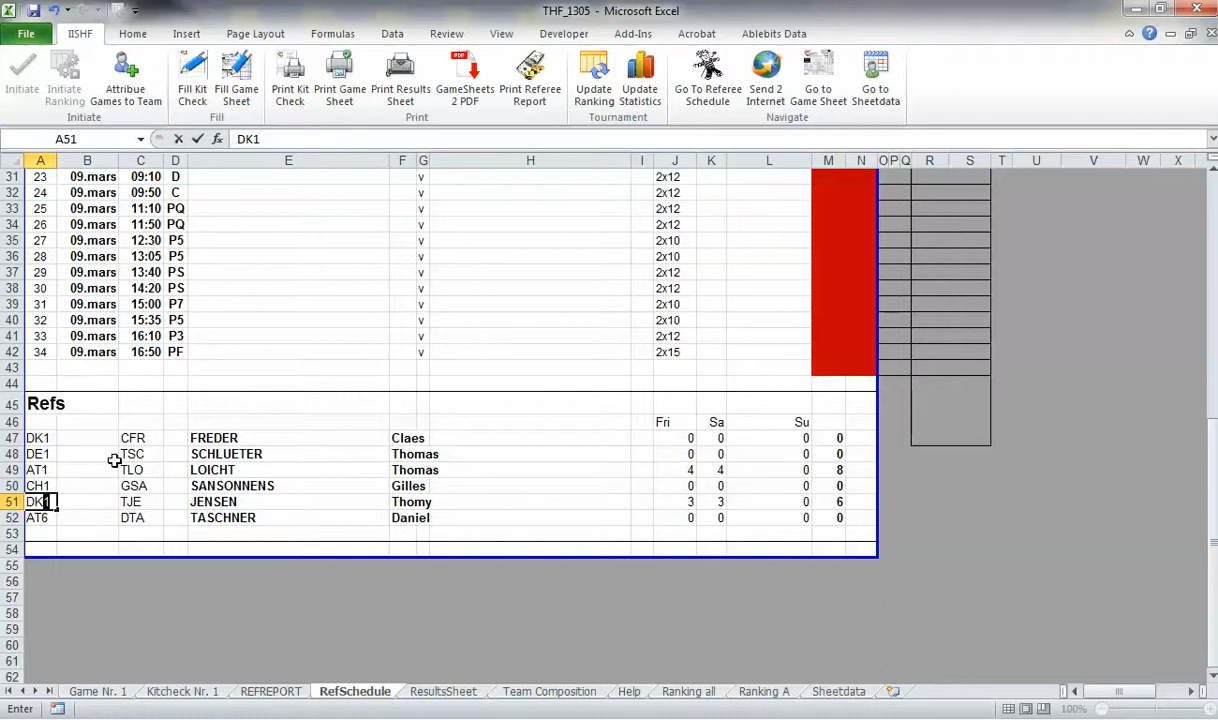 THF_1305 - Microsoft Excel
File IISHF Home Insert Page Layout Formulas Data Review View Developer Add-Ins Acrobat Ablebits Data
Initiate Initiate Ranking Attribue Games to Team Fill Kit Check Fill Game Sheet Print Kit Check Print Game Sheet Print Results Sheet GameSheets 2 PDF Print Referee Report Update Ranking Update Statistics Go To Referee Schedule Send 2 Internet Go to Game Sheet Go to Sheetdata
Initiate Fill Print Tournament Navigate
A51 fx DK1
A B C D E F G H I J K L M N O P Q R S T U V W X
31 23 09.mars 09:10 D v 2x12
32 24 09.mars 09:50 C v 2x12
33 25 09.mars 11:10 PQ v 2x12
34 26 09.mars 11:50 PQ v 2x12
35 27 09.mars 12:30 P5 v 2x10
36 28 09.mars 13:05 P5 v 2x10
37 29 09.mars 13:40 PS v 2x12
38 30 09.mars 14:20 PS v 2x12
39 31 09.mars 15:00 P7 v 2x10
40 32 09.mars 15:35 P5 v 2x10
41 33 09.mars 16:10 P3 v 2x12
42 34 09.mars 16:50 PF v 2x15
43
44
45 Refs
46 Fri Sa Su
47 DK1 CFR FREDER Claes 0 0 0 0
48 DE1 TSC SCHLUETER Thomas 0 0 0 0
49 AT1 TLO LOICHT Thomas 4 4 0 8
50 CH1 GSA SANSONNENS Gilles 0 0 0 0
51 DK1 TJE JENSEN Thomy 3 3 0 6
52 AT6 DTA TASCHNER Daniel 0 0 0 0
53
54
55
56
57
58
59
60
61
62
Game Nr. 1 Kitcheck Nr. 1 REFREPORT RefSchedule ResultsSheet Team Composition Help Ranking all Ranking A Sheetdata
Enter 100%